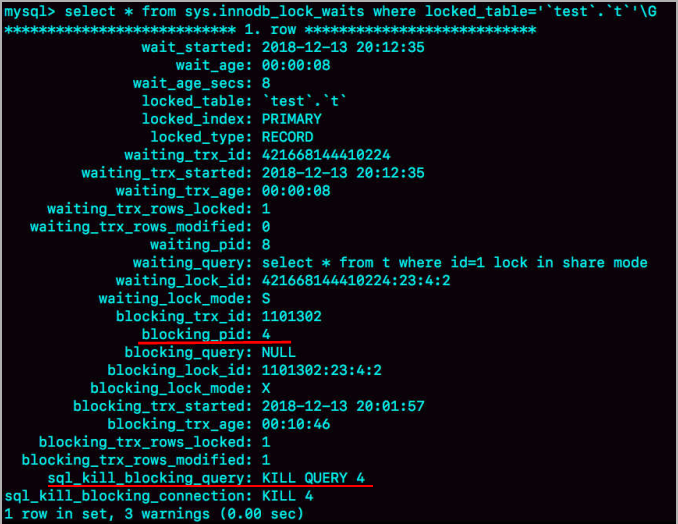 mysql> select * from sys.innodb_lock_waits where locked_table='`test`.`t`'\G
*************************** 1. row ***************************
wait_started: 2018-12-13 20:12:35
wait_age: 00:00:08
wait_age_secs: 8
locked_table: `test`.`t`
locked_index: PRIMARY
locked_type: RECORD
waiting_trx_id: 421668144410224
waiting_trx_started: 2018-12-13 20:12:35
waiting_trx_age: 00:00:08
waiting_trx_rows_locked: 1
waiting_trx_rows_modified: 0
waiting_pid: 8
waiting_query: select * from t where id=1 lock in share mode
waiting_lock_id: 421668144410224:23:4:2
waiting_lock_mode: S
blocking_trx_id: 1101302
blocking_pid: 4
blocking_query: NULL
blocking_lock_id: 1101302:23:4:2
blocking_lock_mode: X
blocking_trx_started: 2018-12-13 20:01:57
blocking_trx_age: 00:10:46
blocking_trx_rows_locked: 1
blocking_trx_rows_modified: 1
sql_kill_blocking_query: KILL QUERY 4
sql_kill_blocking_connection: KILL 4
1 row in set, 3 warnings (0.00 sec)